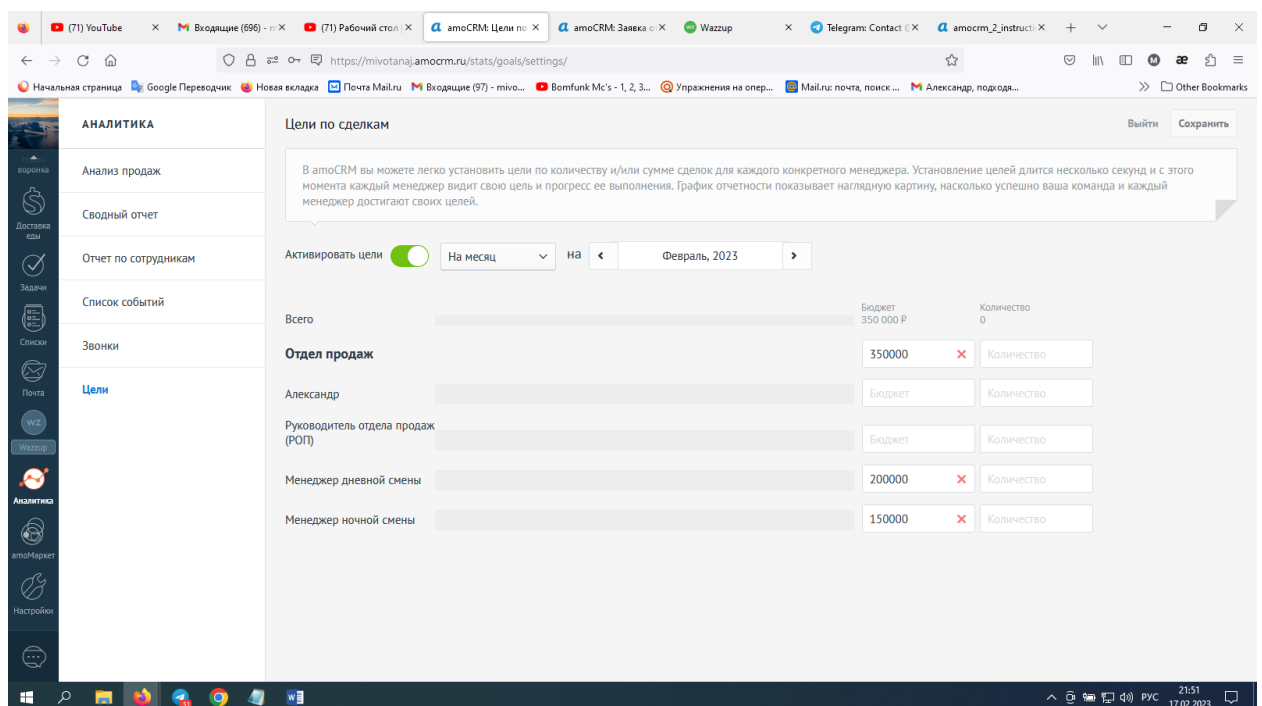 (71) YouTube
Входящие (696) - m
(71) Рабочий стол
amoCRM: Цели по
amoCRM: Заявка о
Wazzup
Telegram: Contact
amocrm_2_instructi
https://mivotanaj.amocrm.ru/stats/goals/settings/
Начальная страница Google Переводчик Новая вкладка Почта Mail.ru Входящие (97) - mivo... Bomfunk Mc's - 1, 2, 3... Упражнения на опер... Mail.ru: почта, поиск ... Александр, подходя... Other Bookmarks
АНАЛИТИКА
Анализ продаж
Сводный отчет
Отчет по сотрудникам
Список событий
Звонки
Цели
воронка
Доставка
еды
Задачи
Списки
Почта
WZ
Wazzup
Аналитика
amoМаркет
Настройки
Цели по сделкам
Выйти Сохранить
В amoCRM вы можете легко установить цели по количеству и/или сумме сделок для каждого конкретного менеджера. Установление целей длится несколько секунд и с этого
момента каждый менеджер видит свою цель и прогресс ее выполнения. График отчетности показывает наглядную картину, насколько успешно ваша команда и каждый
менеджер достигают своих целей.
Активировать цели На месяц на Февраль, 2023
Бюджет Количество
Всего 350 000 ₽ 0
Отдел продаж 350000 Количество
Александр Бюджет Количество
Руководитель отдела продаж
(РОП) Бюджет Количество
Менеджер дневной смены 200000 Количество
Менеджер ночной смены 150000 Количество
РУС
21:51
17.02.2023